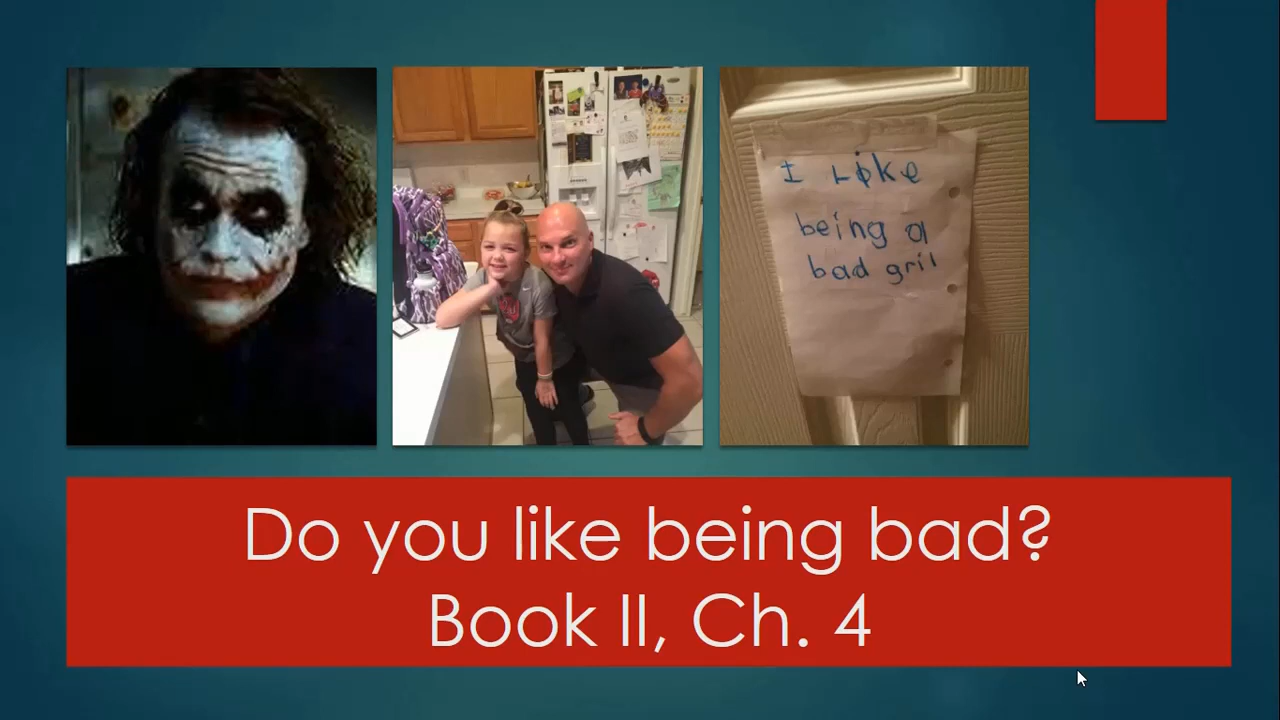 I Like
being a
bad gril
Do you like being bad?
Book II, Ch. 4